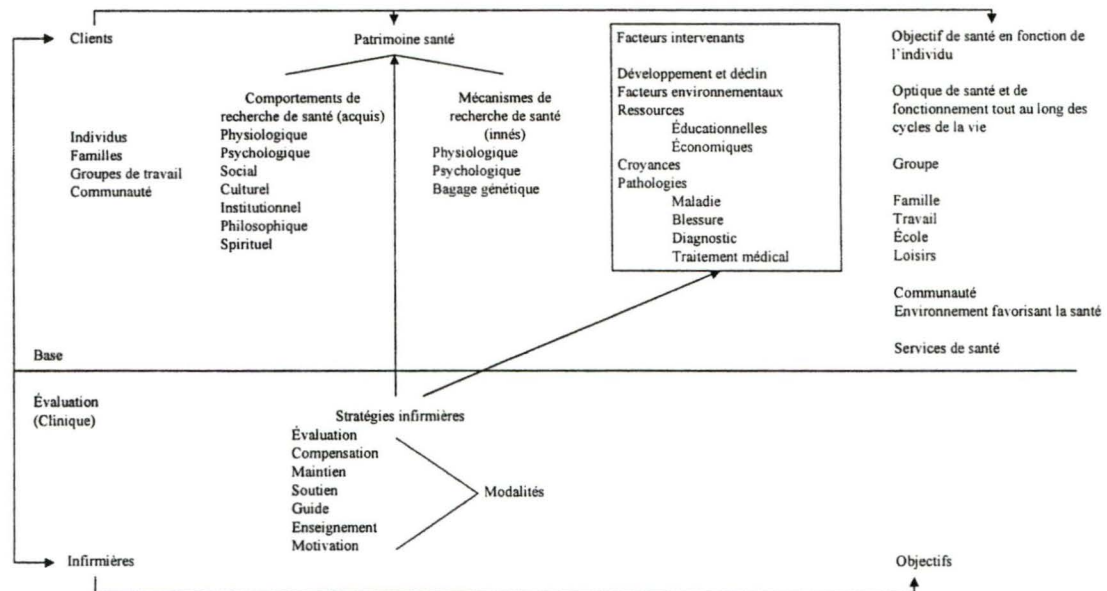 Clients
Individus
Familles
Groupes de travail
Communauté
Patrimoine santé
Comportements de
recherche de santé (acquis)
Physiologique
Psychologique
Social
Culturel
Institutionnel
Philosophique
Spirituel
Mécanismes de
recherche de santé
(innés)
Physiologique
Psychologique
Bagage génétique
Facteurs intervenants
Développement et déclin
Facteurs environnementaux
Ressources
Éducationnelles
Économiques
Croyances
Pathologies
Maladie
Blessure
Diagnostic
Traitement médical
Objectif de santé en fonction de
l'individu
Optique de santé et de
fonctionnement tout au long des
cycles de la vie
Groupe
Famille
Travail
École
Loisirs
Communauté
Environnement favorisant la santé
Services de santé
Base
Évaluation
(Clinique)
Stratégies infirmières
Évaluation
Compensation
Maintien
Soutien
Guide
Enseignement
Motivation
Modalités
Infirmières
Objectifs